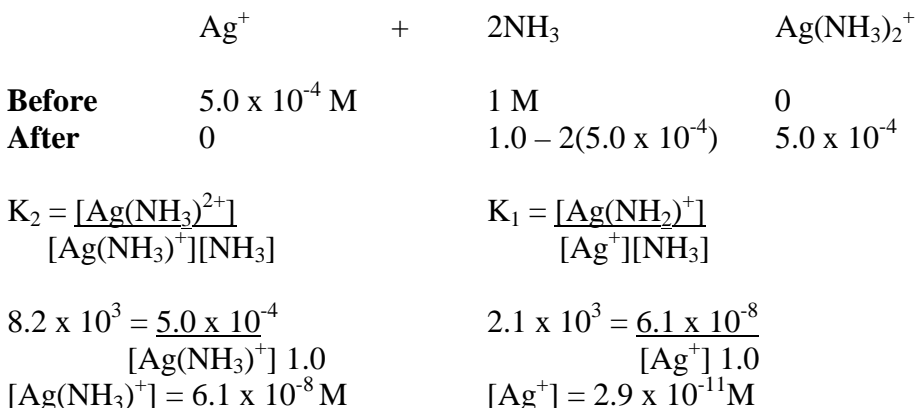 Ag⁺ + 2NH₃ Ag(NH₃)₂⁺
Before 5.0 x 10⁻⁴ M 1 M 0
After 0 1.0 – 2(5.0 x 10⁻⁴) 5.0 x 10⁻⁴
K₂ = [Ag(NH₃)²⁺] K₁ = [Ag(NH₂)⁺]
[Ag(NH₃)⁺][NH₃] [Ag⁺][NH₃]
8.2 x 10³ = 5.0 x 10⁻⁴ 2.1 x 10³ = 6.1 x 10⁻⁸
[Ag(NH₃)⁺] 1.0 [Ag⁺] 1.0
[Ag(NH₃)⁺] = 6.1 x 10⁻⁸ M [Ag⁺] = 2.9 x 10⁻¹¹M